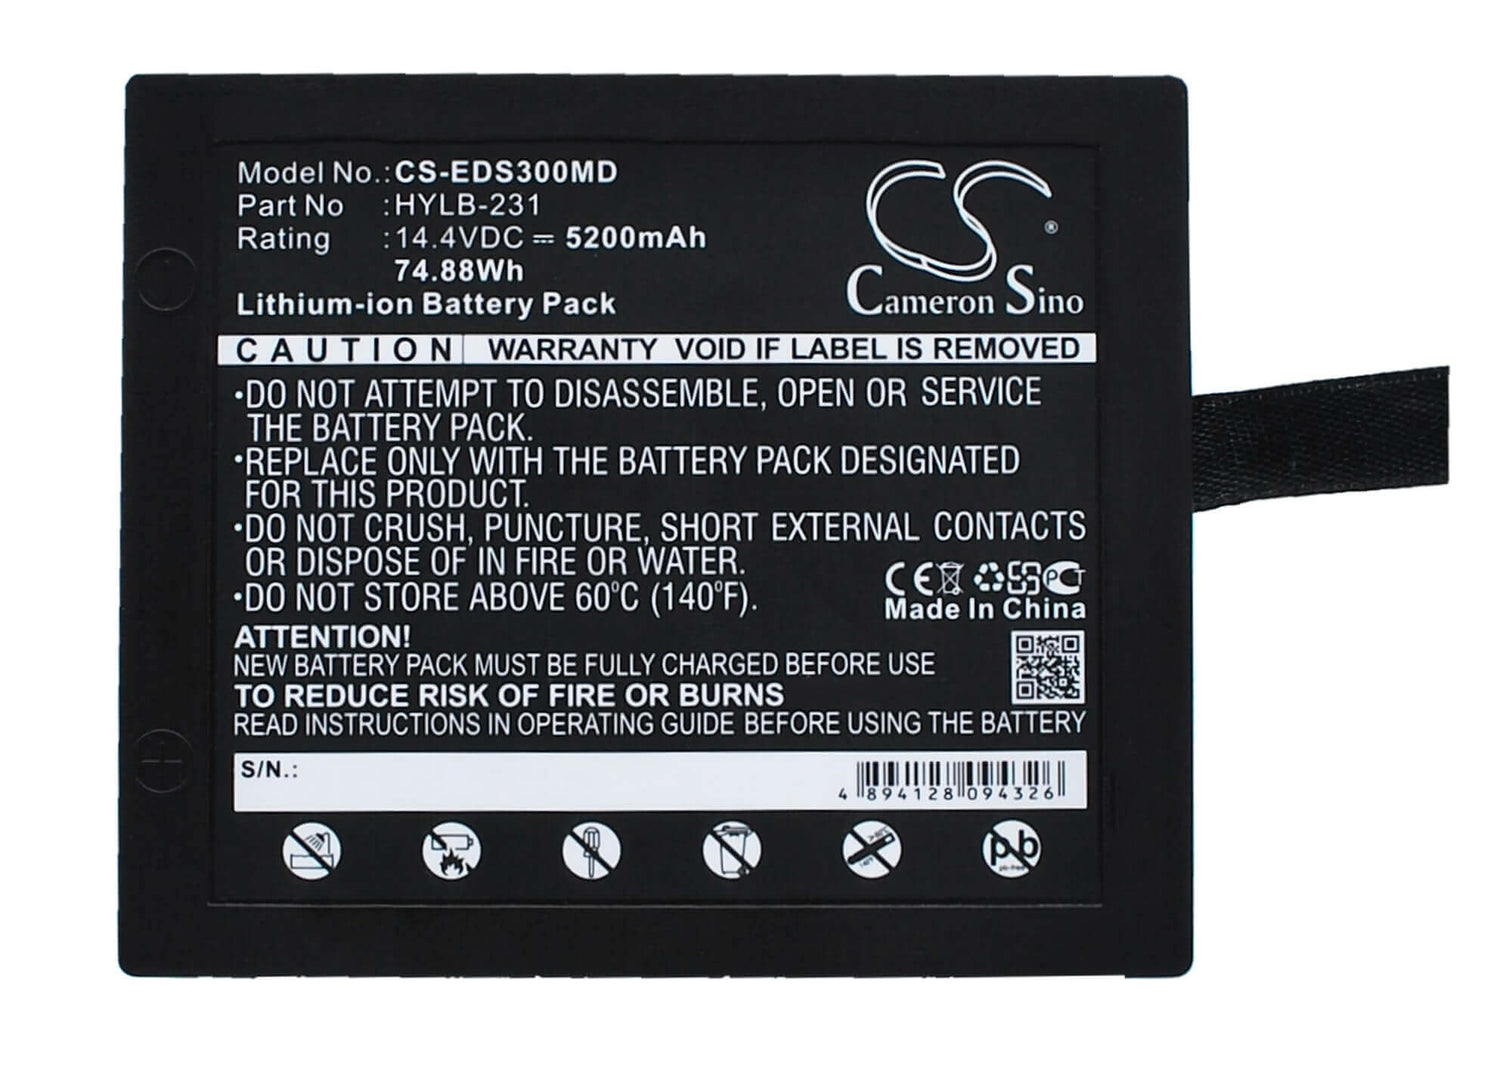 Model No.:CS-EDS300MD
Part No :HYLB-231
Rating :14.4VDC ⎓ 5200mAh
74.88Wh
Lithium-ion Battery Pack
CS®
Cameron Sino
CAUTION WARRANTY VOID IF LABEL IS REMOVED
•DO NOT ATTEMPT TO DISASSEMBLE, OPEN OR SERVICE
THE BATTERY PACK.
•REPLACE ONLY WITH THE BATTERY PACK DESIGNATED
FOR THIS PRODUCT.
•DO NOT CRUSH, PUNCTURE, SHORT EXTERNAL CONTACTS
OR DISPOSE OF IN FIRE OR WATER.
•DO NOT STORE ABOVE 60°C (140°F).
CE
Made In China
ATTENTION!
NEW BATTERY PACK MUST BE FULLY CHARGED BEFORE USE
TO REDUCE RISK OF FIRE OR BURNS
READ INSTRUCTIONS IN OPERATING GUIDE BEFORE USING THE BATTERY
S/N.:
4 894128 094326
pb
pb-free